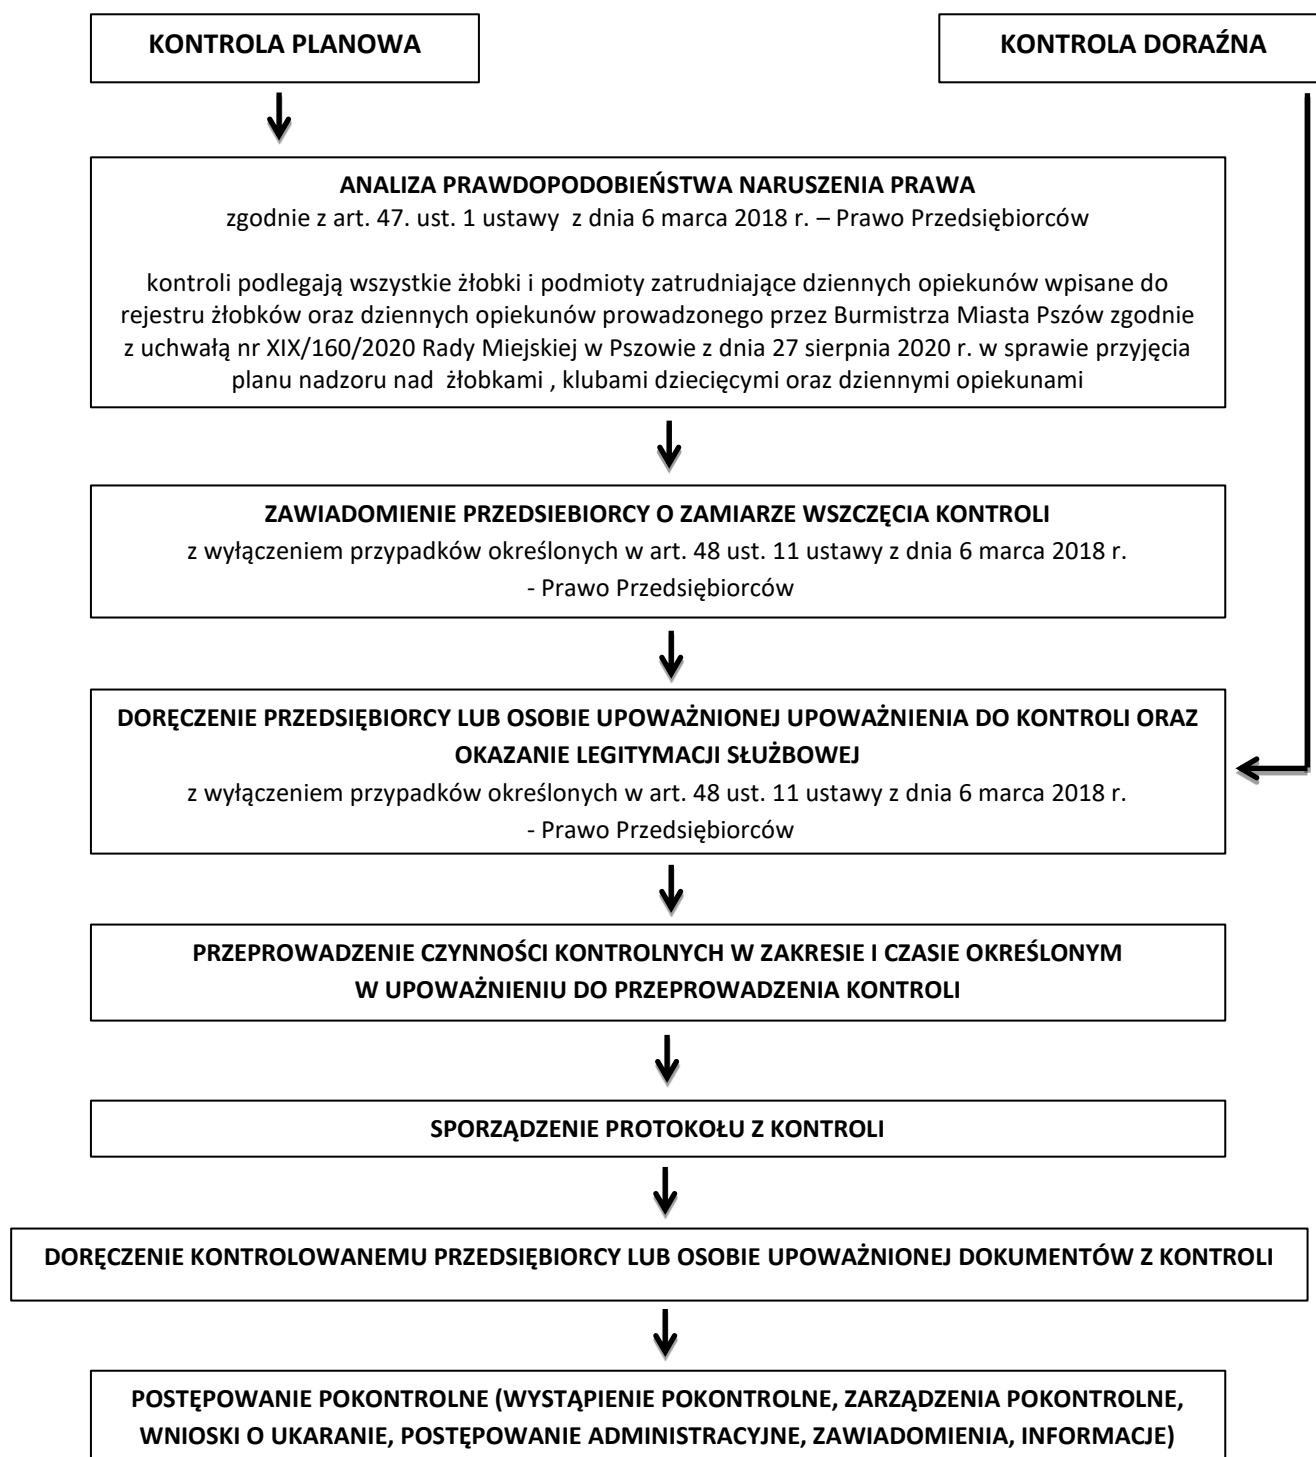 KONTROLA PLANOWA
KONTROLA DORAŹNA
ANALIZA PRAWDOPODOBIEŃSTWA NARUSZENIA PRAWA
zgodnie z art. 47. ust. 1 ustawy z dnia 6 marca 2018 r. – Prawo Przedsiębiorców
kontroli podlegają wszystkie żłobki i podmioty zatrudniające dziennych opiekunów wpisane do
rejestru żłobków oraz dziennych opiekunów prowadzonego przez Burmistrza Miasta Pszów zgodnie
z uchwałą nr XIX/160/2020 Rady Miejskiej w Pszowie z dnia 27 sierpnia 2020 r. w sprawie przyjęcia
planu nadzoru nad żłobkami , klubami dziecięcymi oraz dziennymi opiekunami
ZAWIADOMIENIE PRZEDSIEBIORCY O ZAMIARZE WSZCZĘCIA KONTROLI
z wyłączeniem przypadków określonych w art. 48 ust. 11 ustawy z dnia 6 marca 2018 r.
- Prawo Przedsiębiorców
DORĘCZENIE PRZEDSIĘBIORCY LUB OSOBIE UPOWAŻNIONEJ UPOWAŻNIENIA DO KONTROLI ORAZ
OKAZANIE LEGITYMACJI SŁUŻBOWEJ
z wyłączeniem przypadków określonych w art. 48 ust. 11 ustawy z dnia 6 marca 2018 r.
- Prawo Przedsiębiorców
PRZEPROWADZENIE CZYNNOŚCI KONTROLNYCH W ZAKRESIE I CZASIE OKREŚLONYM
W UPOWAŻNIENIU DO PRZEPROWADZENIA KONTROLI
SPORZĄDZENIE PROTOKOŁU Z KONTROLI
DORĘCZENIE KONTROLOWANEMU PRZEDSIĘBIORCY LUB OSOBIE UPOWAŻNIONEJ DOKUMENTÓW Z KONTROLI
POSTĘPOWANIE POKONTROLNE (WYSTĄPIENIE POKONTROLNE, ZARZĄDZENIA POKONTROLNE,
WNIOSKI O UKARANIE, POSTĘPOWANIE ADMINISTRACYJNE, ZAWIADOMIENIA, INFORMACJE)